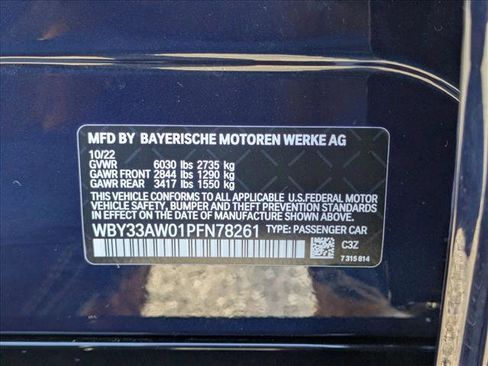 MFD BY BAYERISCHE MOTOREN WERKE AG
10/22
GVWR 6030 lbs 2735 kg
GAWR FRONT 2844 lbs 1290 kg
GAWR REAR 3417 lbs 1550 kg
THIS VEHICLE CONFORMS TO ALL APPLICABLE U.S.FEDERAL MOTOR
VEHICLE SAFETY, BUMPER, AND THEFT PREVENTION STANDARDS
IN EFFECT ON THE DATE OF MANUFACTURE SHOWN ABOVE.
WBY33AW01PFN78261 TYPE: PASSENGER CAR
C3Z
7 315 814